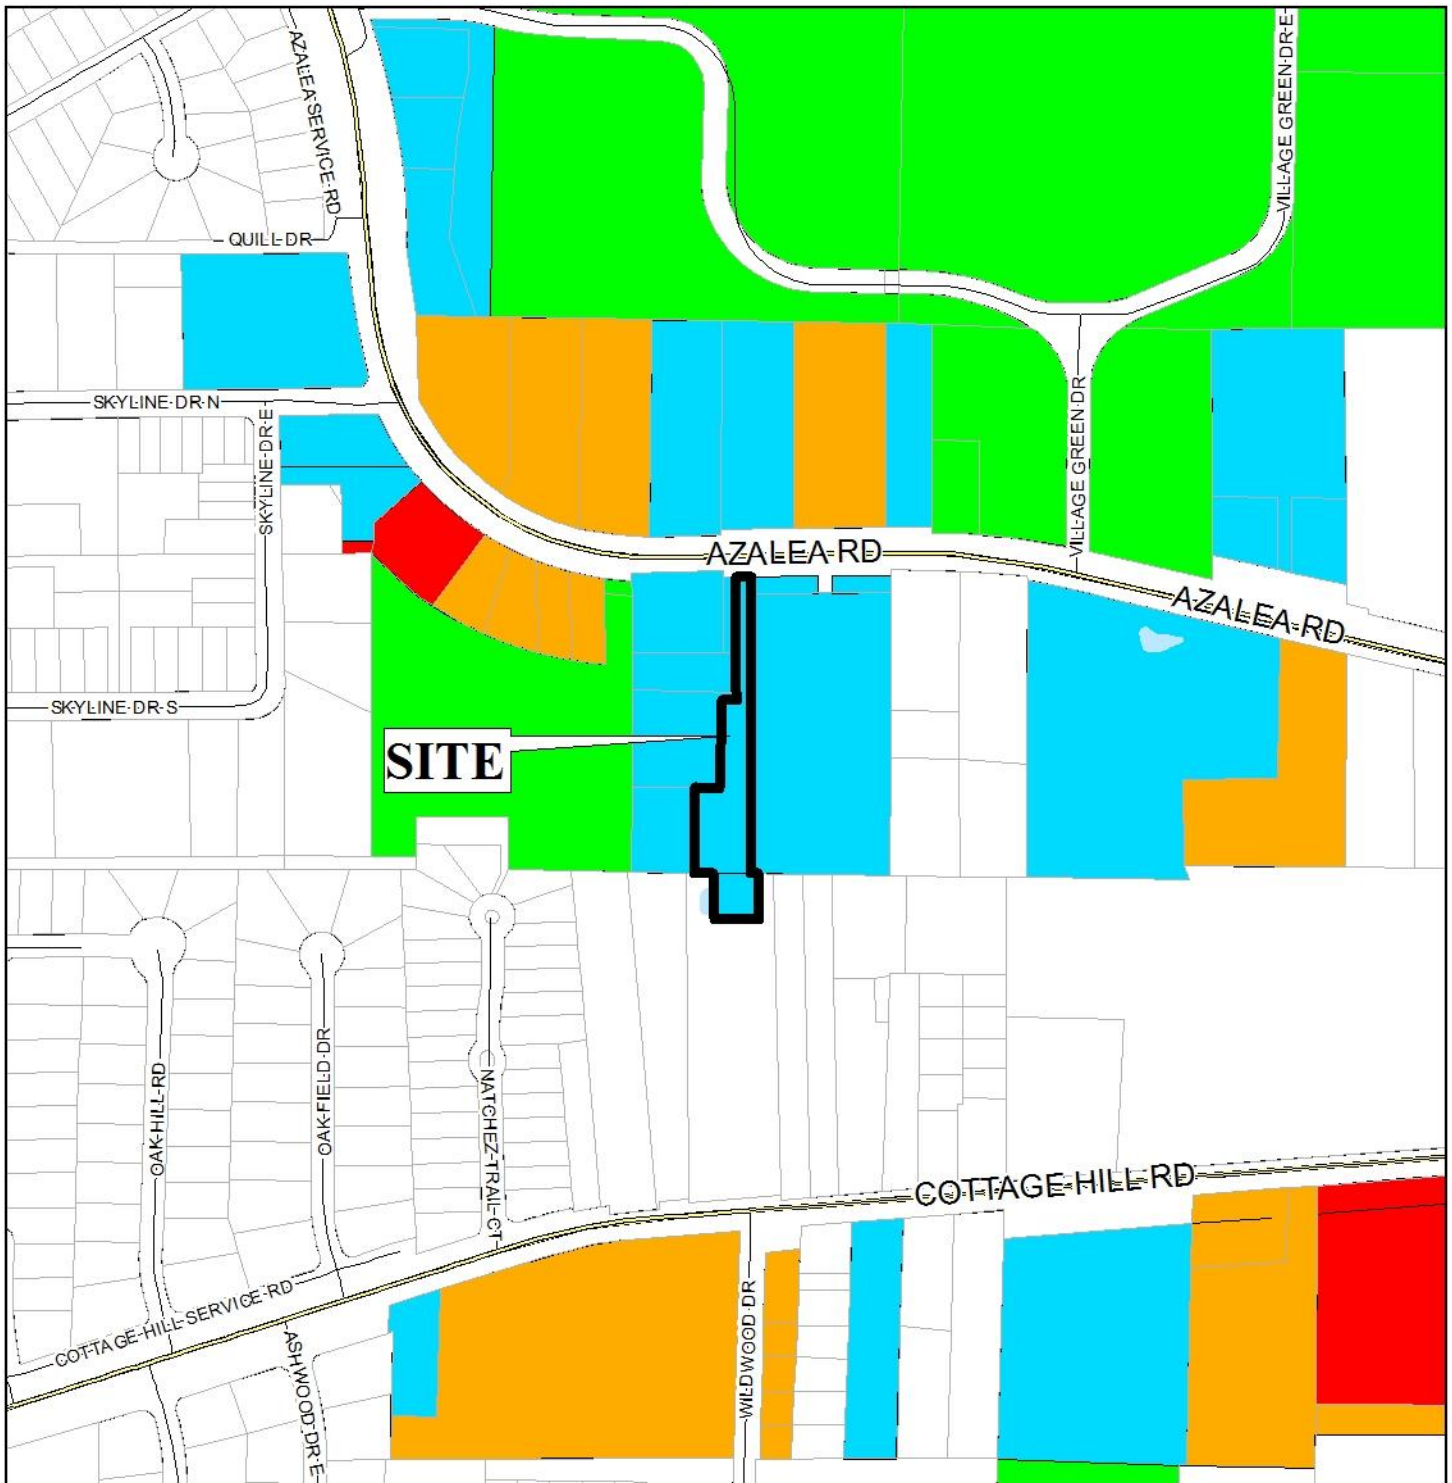 AZALEA SERVICE RD
VILLAGE GREEN DR E
QUILL DR
SKYLINE DR N
SKYLINE DR E
VILLAGE GREEN DR
AZALEA RD
AZALEA RD
SKYLINE DR S
SITE
OAK HILL RD
OAK FIELD DR
NATCHEZ TRAIL CT
COTTAGE HILL RD
COTTAGE HILL SERVICE RD
ASHWOOD DR E
WILDWOOD DR